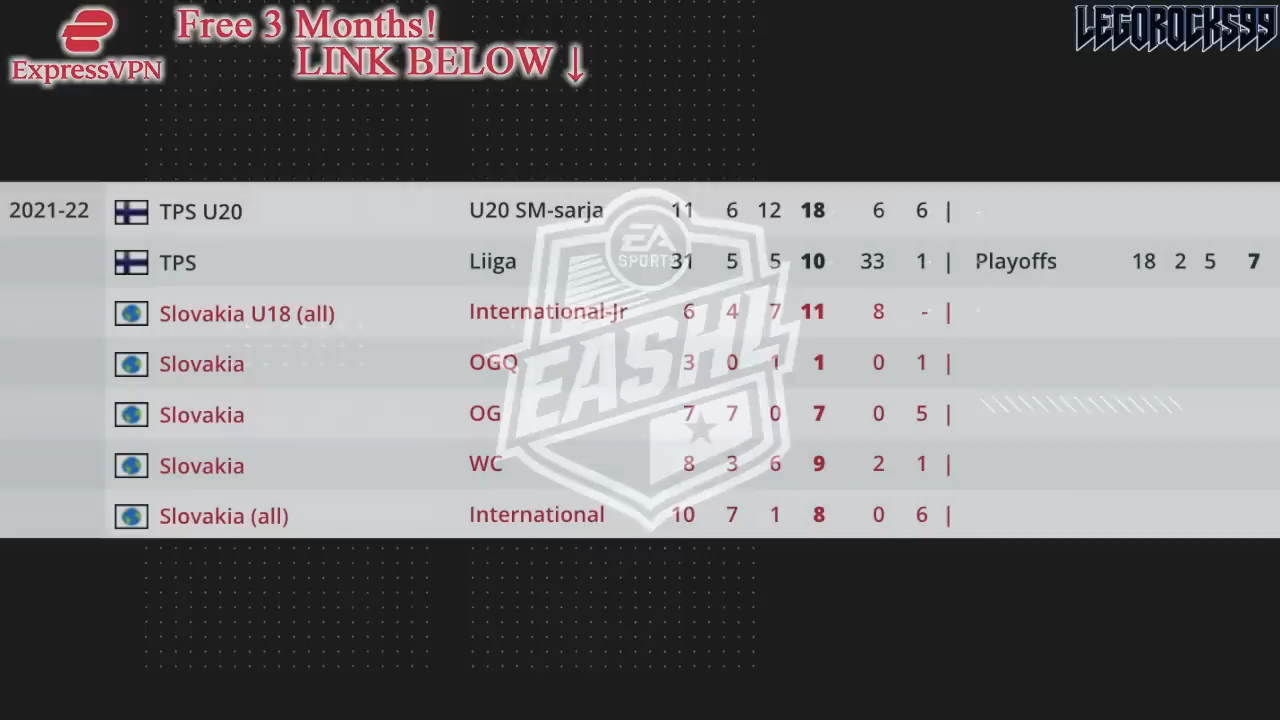 ExpressVPN
Free 3 Months!
LINK BELOW ↓
LEGOROCKS99
2021-22 TPS U20 U20 SM-sarja 11 6 12 18 6 6 | -
TPS Liiga 31 5 5 10 33 1 | Playoffs 18 2 5 7
Slovakia U18 (all) International-Jr 6 4 7 11 8 - |
Slovakia OGQ 3 0 1 1 0 1 |
Slovakia OG 7 7 0 7 0 5 |
Slovakia WC 8 3 6 9 2 1 |
Slovakia (all) International 10 7 1 8 0 6 |
EA
SPORTS
EASHL